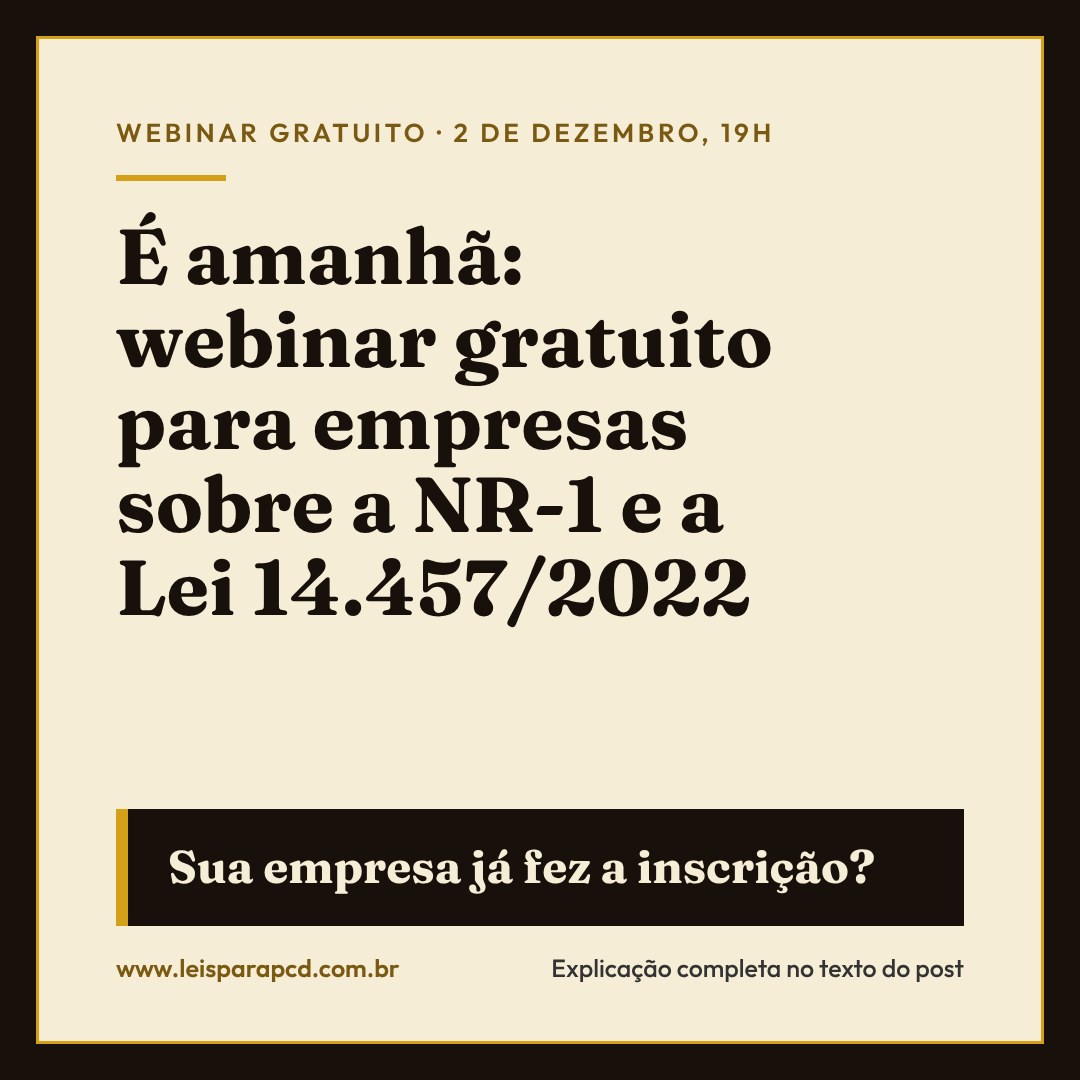 WEBINAR GRATUITO · 2 DE DEZEMBRO, 19H
É amanhã:
webinar gratuito
para empresas
sobre a NR-1 e a
Lei 14.457/2022
Sua empresa já fez a inscrição?
www.leisparapcd.com.br
Explicação completa no texto do post